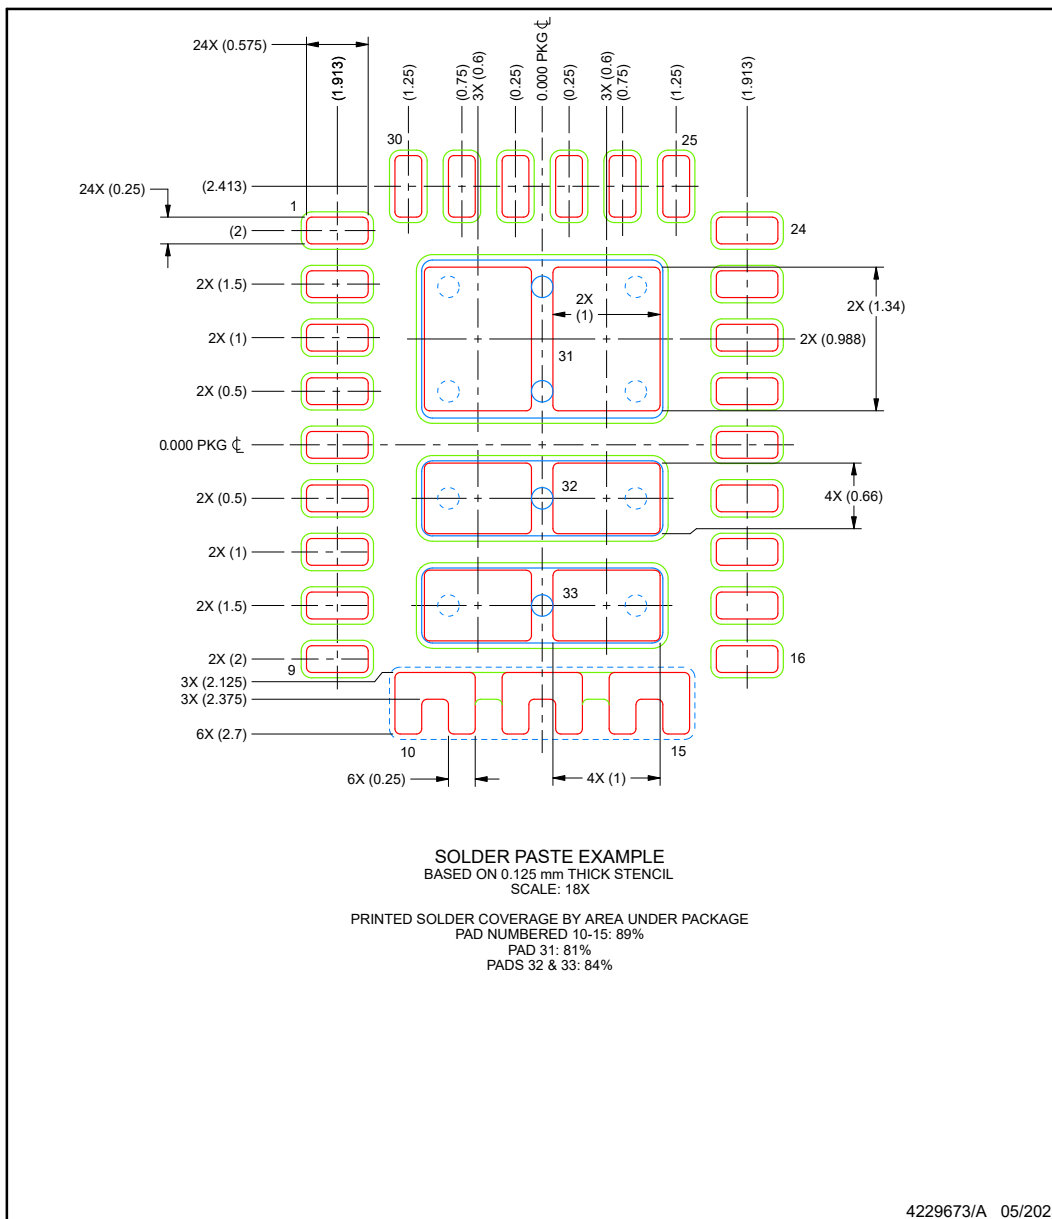 24X (0.575)
(1.913)
(1.25)
(0.75)
3X (0.6)
(0.25)
0.000 PKG ℄
(0.25)
3X (0.6)
(0.75)
(1.25)
(1.913)
30
25
24X (0.25)
(2.413)
1
(2)
24
2X (1.5)
2X
(1)
2X (1.34)
2X (1)
31
2X (0.988)
2X (0.5)
0.000 PKG ℄
2X (0.5)
32
4X (0.66)
2X (1)
2X (1.5)
33
2X (2)
9
16
3X (2.125)
3X (2.375)
6X (2.7)
10
15
6X (0.25)
4X (1)
SOLDER PASTE EXAMPLE
BASED ON 0.125 mm THICK STENCIL
SCALE: 18X
PRINTED SOLDER COVERAGE BY AREA UNDER PACKAGE
PAD NUMBERED 10-15: 89%
PAD 31: 81%
PADS 32 & 33: 84%
4229673/A 05/202